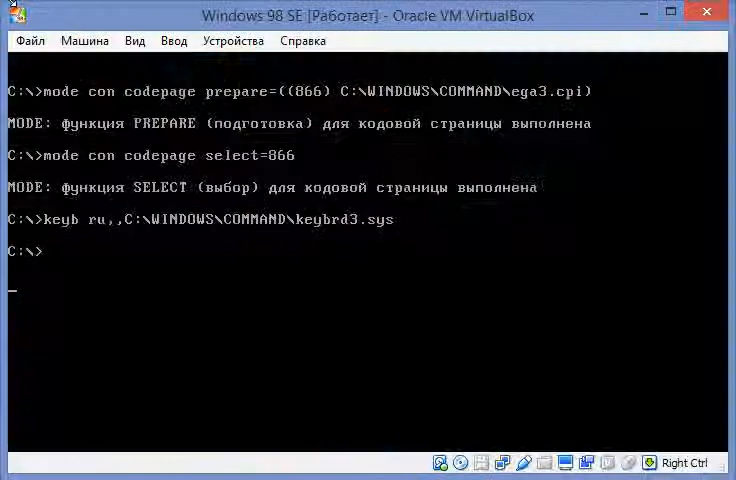 Windows 98 SE [Работает] - Oracle VM VirtualBox
Файл Машина Вид Ввод Устройства Справка
C:\>mode con codepage prepare=((866) C:\WINDOWS\COMMAND\ega3.cpi)
MODE: функция PREPARE (подготовка) для кодовой страницы выполнена
C:\>mode con codepage select=866
MODE: функция SELECT (выбор) для кодовой страницы выполнена
C:\>keyb ru,,C:\WINDOWS\COMMAND\keybrd3.sys
C:\>
Right Ctrl